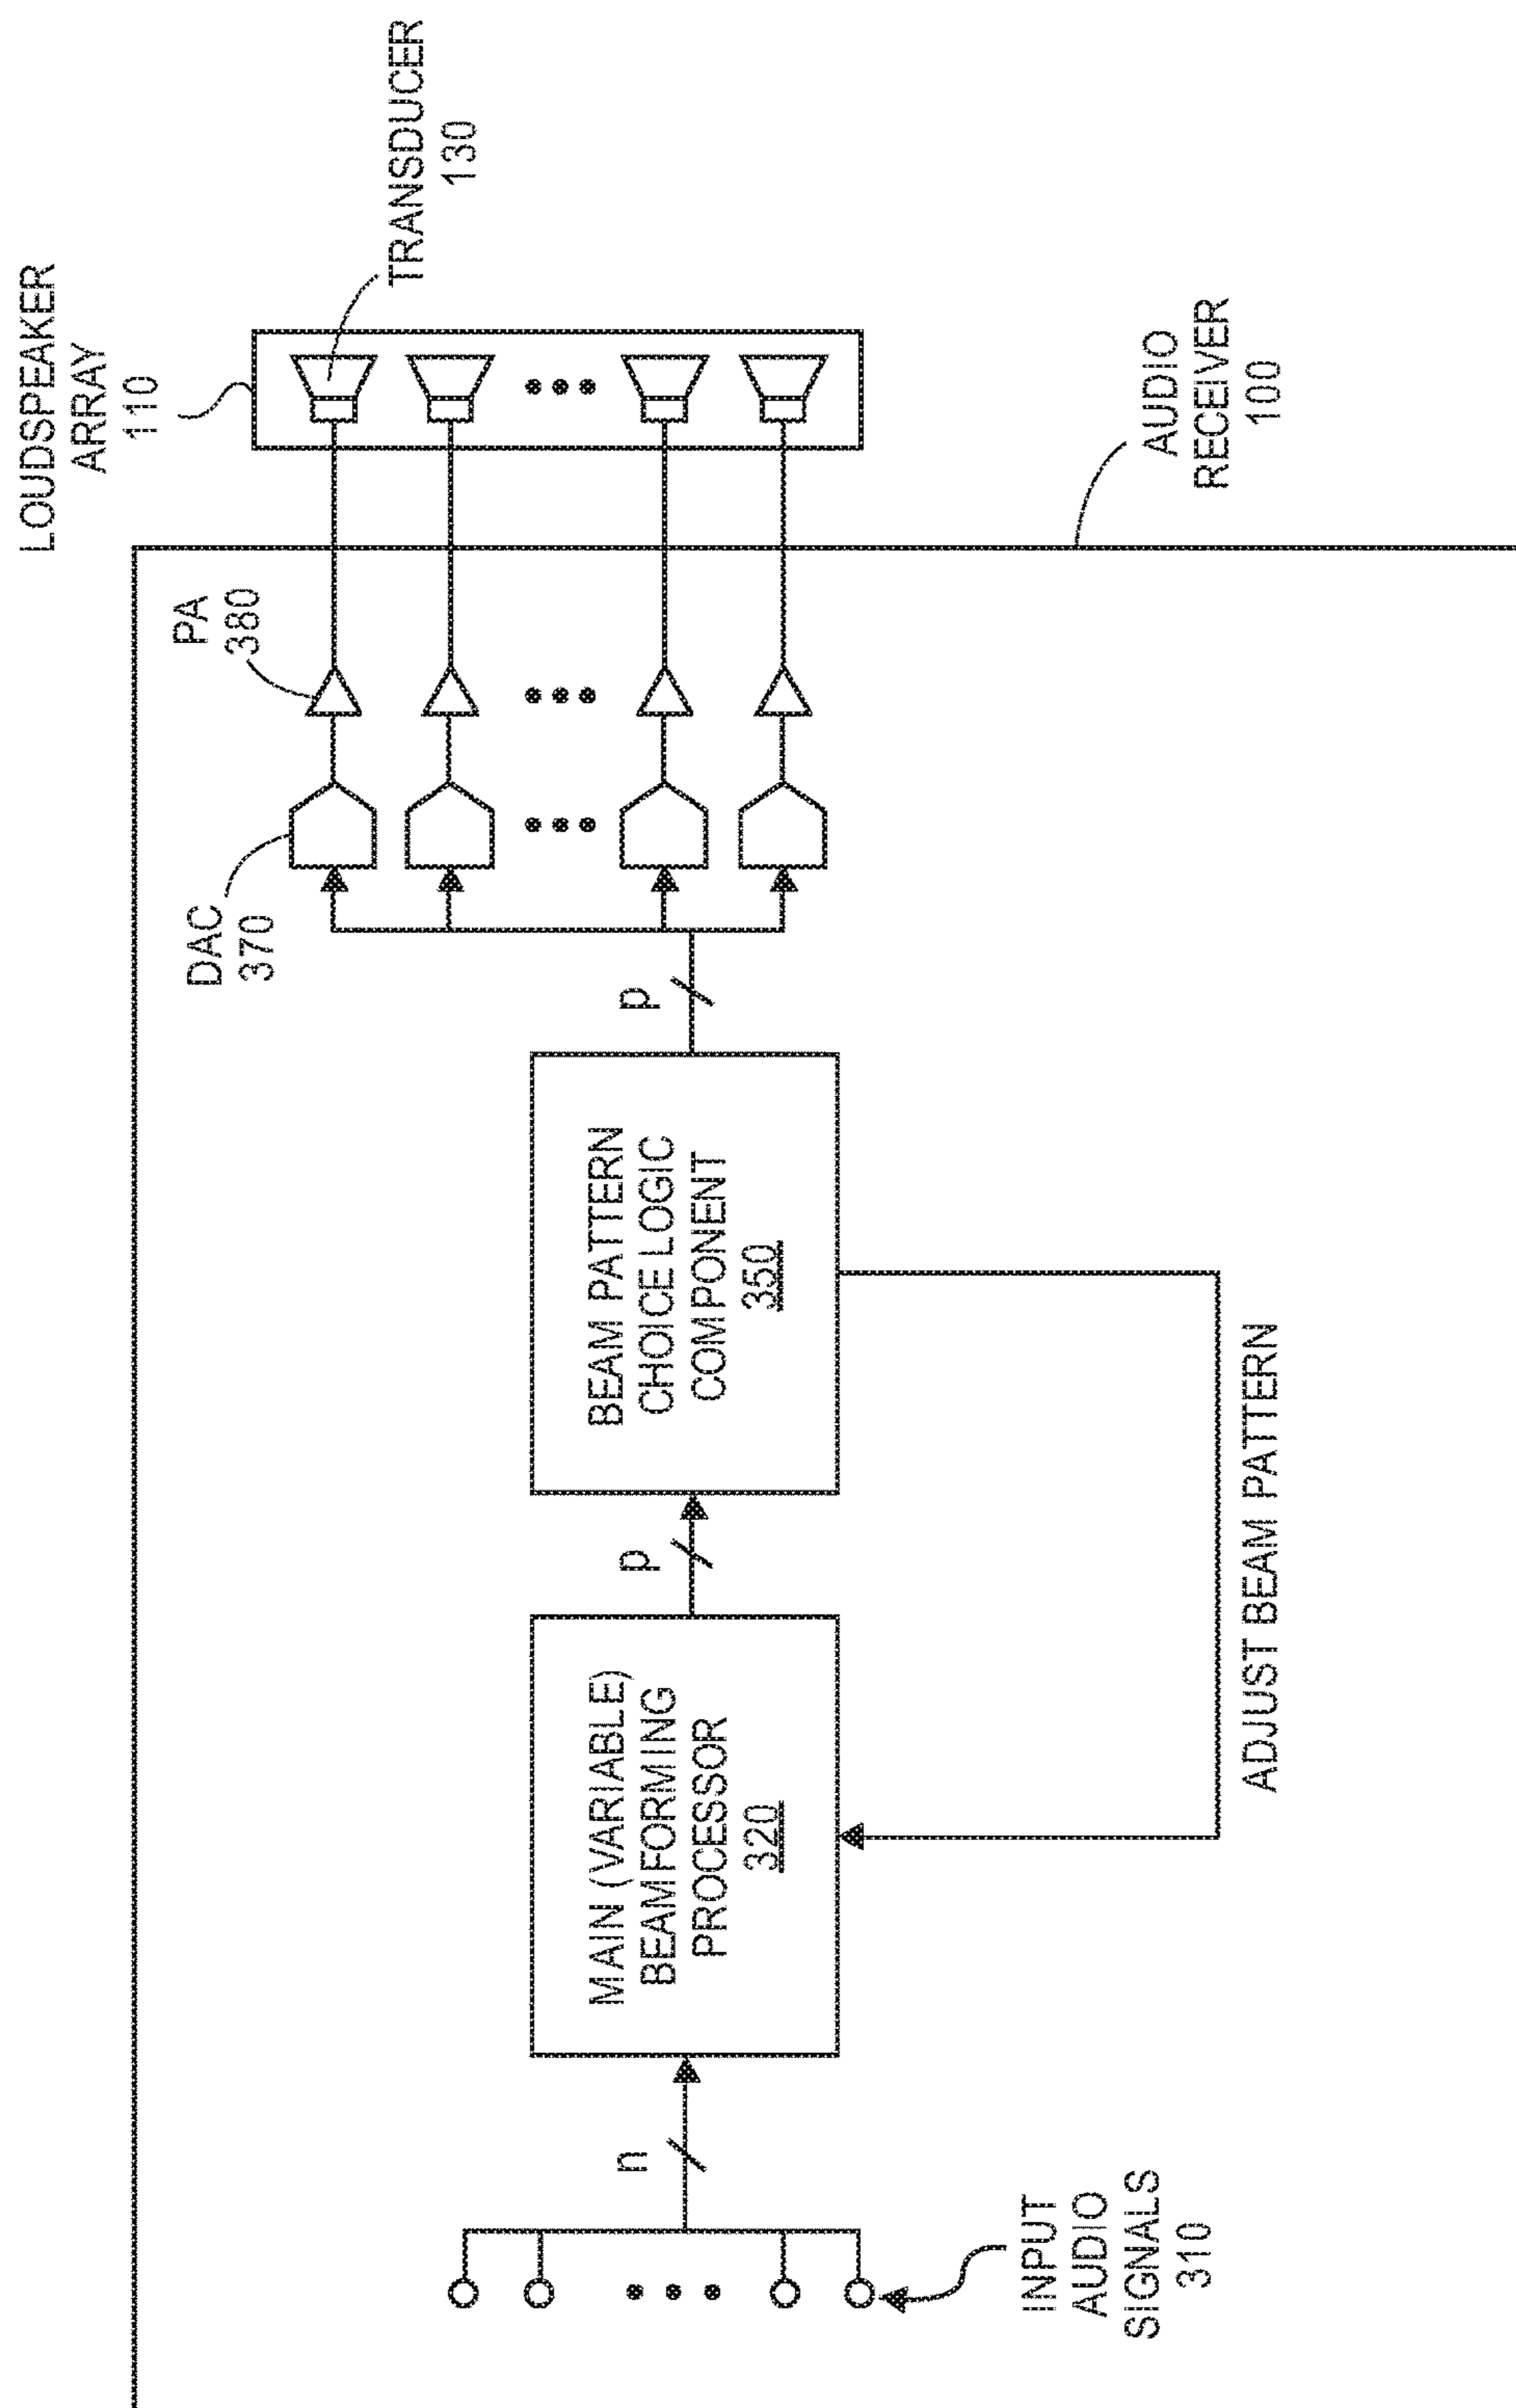 LOUDSPEAKER
ARRAY
110
TRANSDUCER
130
PA
380
DAC
370
AUDIO
RECEIVER
100
p
BEAM PATTERN
CHOICE LOGIC
COMPONENT
350
p
MAIN (VARIABLE)
BEAMFORMING
PROCESSOR
320
ADJUST BEAM PATTERN
n
INPUT
AUDIO
SIGNALS
310